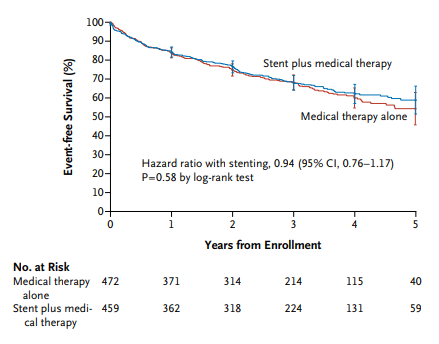 100
90
80
70
60
50
40
30
20
10
0
Event-free Survival (%)
Stent plus medical therapy
Medical therapy alone
Hazard ratio with stenting, 0.94 (95% CI, 0.76–1.17)
P=0.58 by log-rank test
0 1 2 3 4 5
Years from Enrollment
No. at Risk
Medical therapy 472 371 314 214 115 40
alone
Stent plus medi- 459 362 318 224 131 59
cal therapy